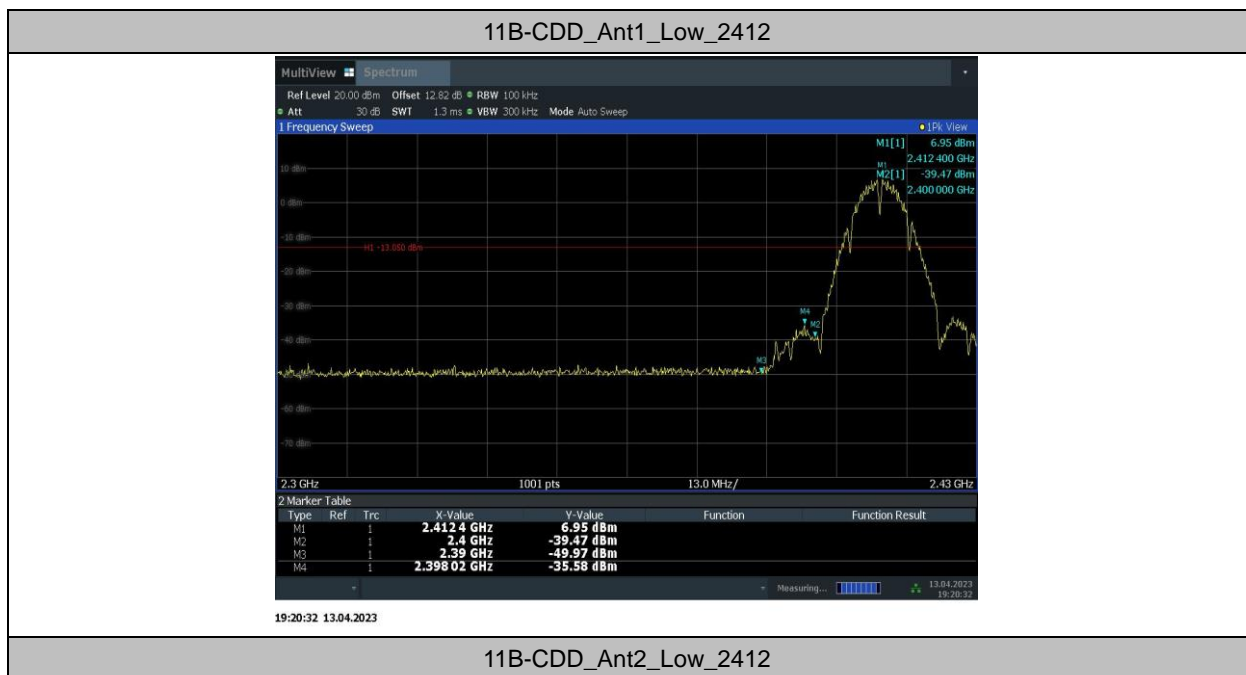 11B-CDD_Ant1_Low_2412
MultiView Spectrum
Ref Level 20.00 dBm Offset 12.82 dB RBW 100 kHz
Att 30 dB SWT 1.3 ms VBW 300 kHz Mode Auto Sweep
1 Frequency Sweep 1Pk View
M1[1] 6.95 dBm
2.412 400 GHz
M1
M2[1] -39.47 dBm
2.400 000 GHz
10 dBm
0 dBm
-10 dBm
H1 -13.050 dBm
-20 dBm
-30 dBm
M4
M2
-40 dBm
M3
-60 dBm
-70 dBm
2.3 GHz 1001 pts 13.0 MHz/ 2.43 GHz
2 Marker Table
Type Ref Trc X-Value Y-Value Function Function Result
M1 1 2.412 4 GHz 6.95 dBm
M2 1 2.4 GHz -39.47 dBm
M3 1 2.39 GHz -49.97 dBm
M4 1 2.398 02 GHz -35.58 dBm
Measuring... 13.04.2023
19:20:32
19:20:32 13.04.2023
11B-CDD_Ant2_Low_2412